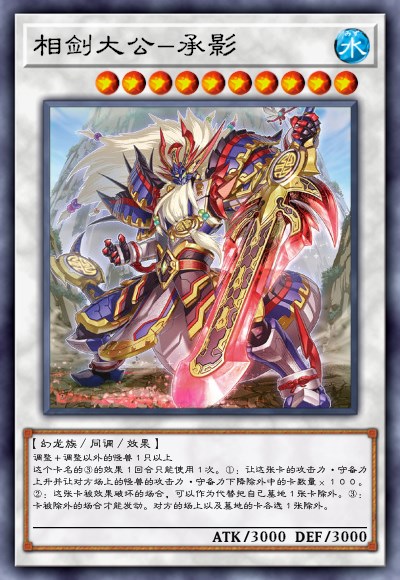 相剑大公-承影
みず
水
【幻龙族/同调/效果】
调整+调整以外的怪兽1只以上
这个卡名的③的效果1回合只能使用1次。①：让这张卡的攻击力·守备力
上升并让对方场上的怪兽的攻击力·守备力下降除外中的卡数量×100。
②：这张卡被效果破坏的场合，可以作为代替把自己墓地1张卡除外。③：
卡被除外的场合才能发动。对方的场上以及墓地的卡各选1张除外。
ATK/3000 DEF/3000